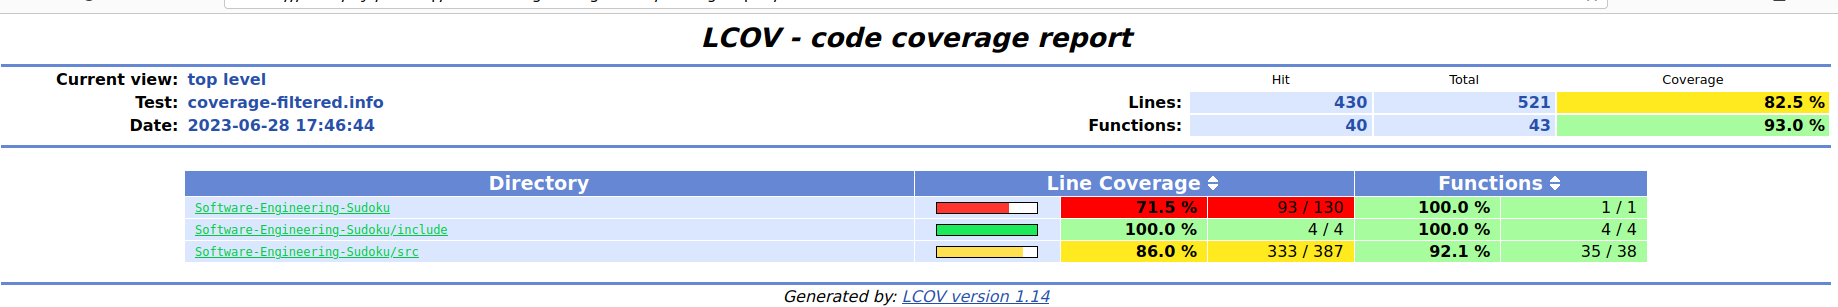 LCOV - code coverage report
Current view: top level Hit Total Coverage
Test: coverage-filtered.info Lines: 430 521 82.5 %
Date: 2023-06-28 17:46:44 Functions: 40 43 93.0 %
Directory Line Coverage Functions
Software-Engineering-Sudoku 71.5 % 93 / 130 100.0 % 1 / 1
Software-Engineering-Sudoku/include 100.0 % 4 / 4 100.0 % 4 / 4
Software-Engineering-Sudoku/src 86.0 % 333 / 387 92.1 % 35 / 38
Generated by: LCOV version 1.14